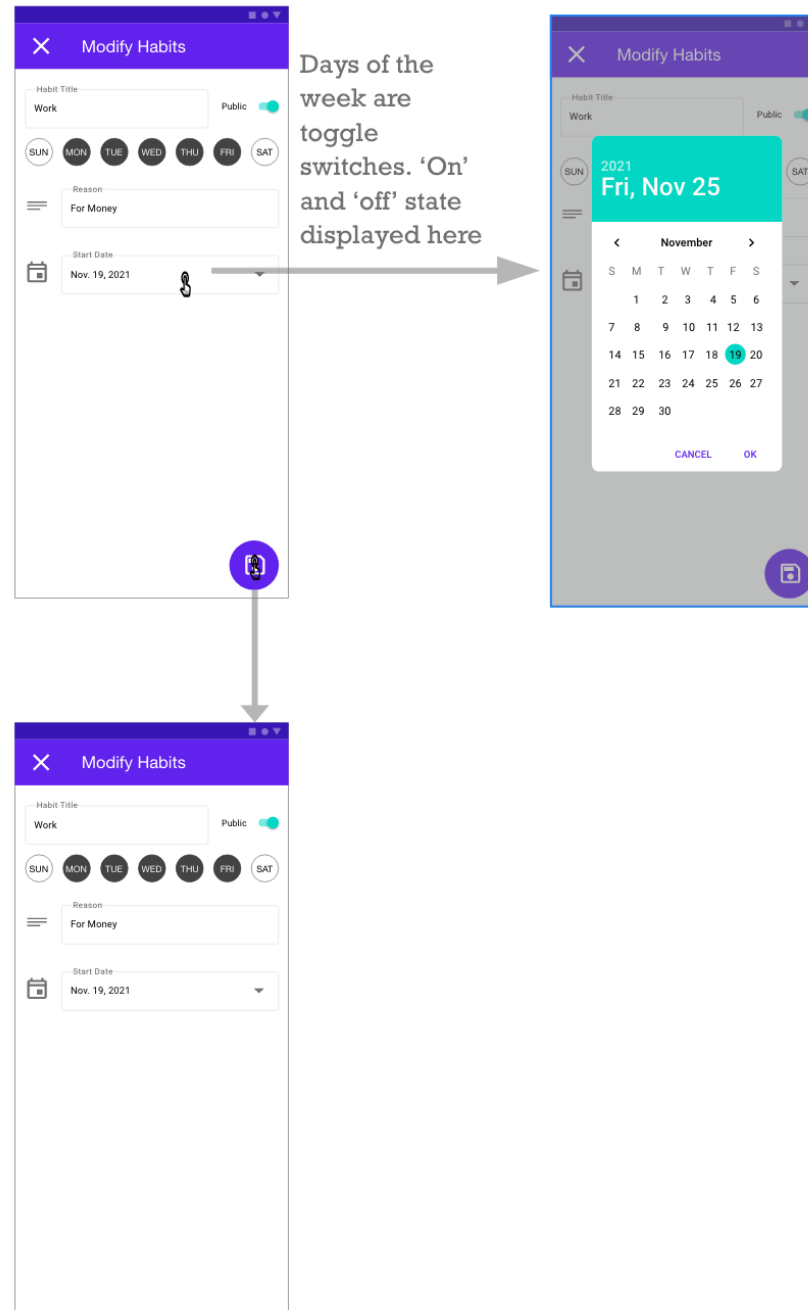 Modify Habits
Habit Title
Work
Public
SUN MON TUE WED THU FRI SAT
Reason
For Money
Start Date
Nov. 19, 2021
Days of the
week are
toggle
switches. ‘On’
and ‘off’ state
displayed here
Modify Habits
Habit Title
Work
Public
SUN
SAT
2021
Fri, Nov 25
November
S M T W T F S
1 2 3 4 5 6
7 8 9 10 11 12 13
14 15 16 17 18 19 20
21 22 23 24 25 26 27
28 29 30
CANCEL OK
Modify Habits
Habit Title
Work
Public
SUN MON TUE WED THU FRI SAT
Reason
For Money
Start Date
Nov. 19, 2021